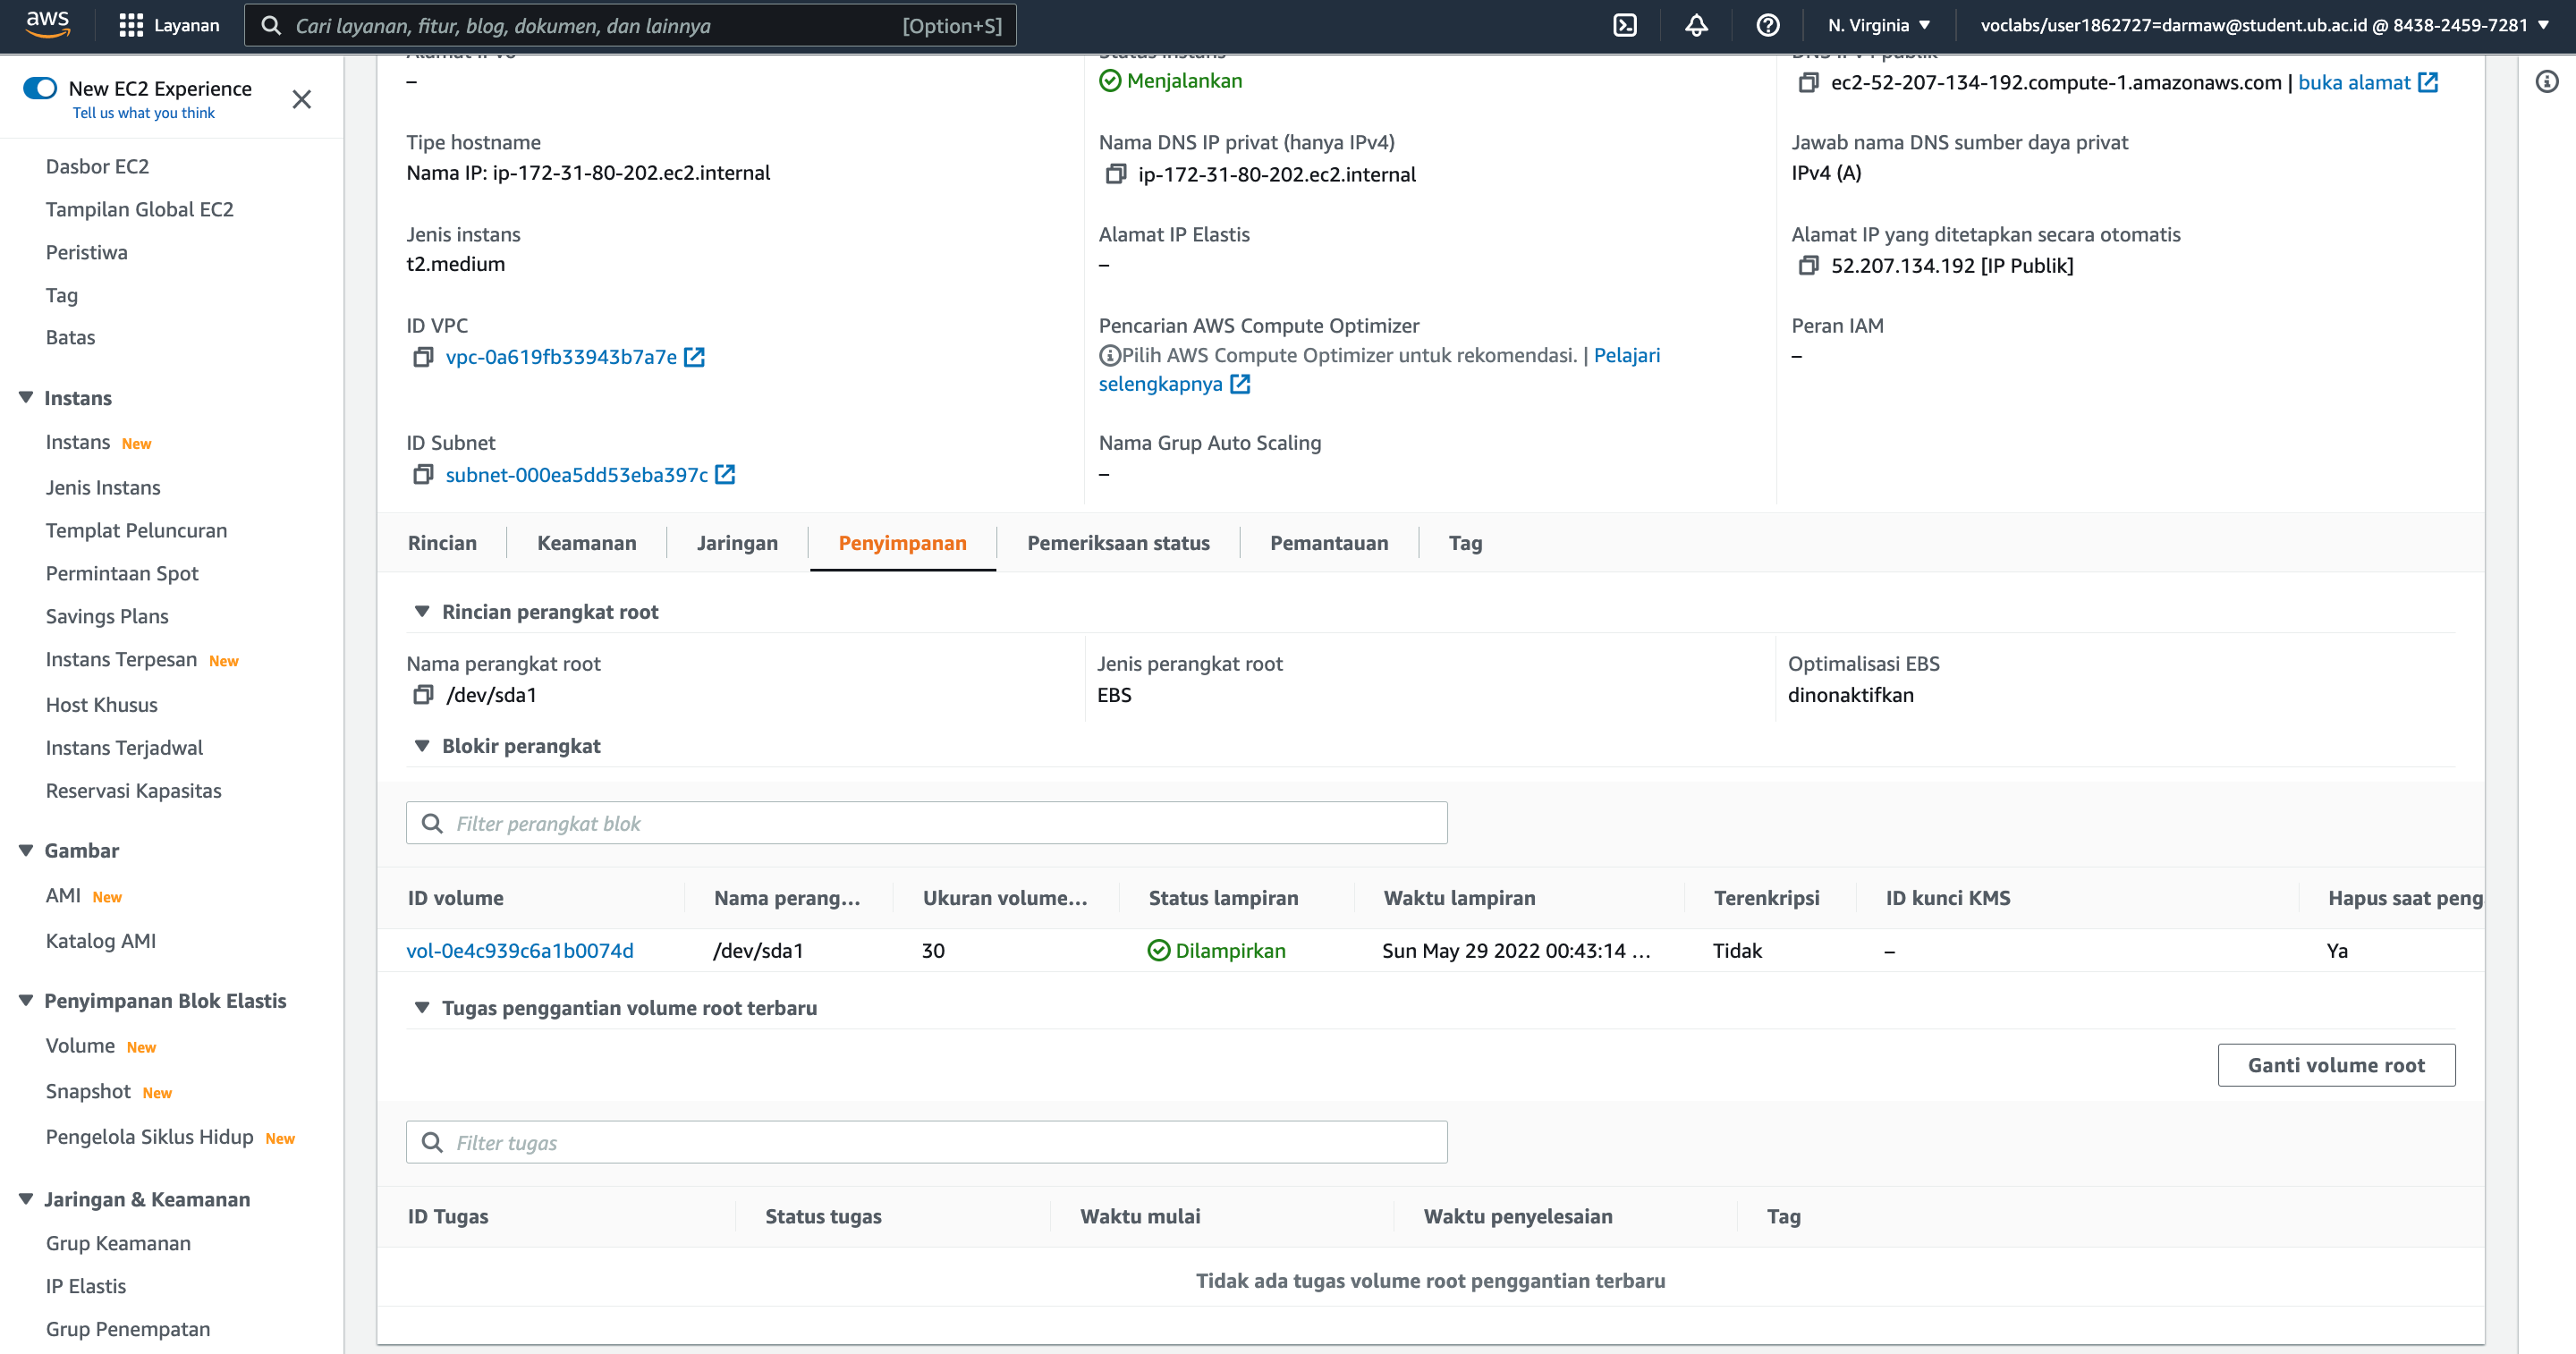 aws
Layanan
Cari layanan, fitur, blog, dokumen, dan lainnya
[Option+S]
N. Virginia
voclabs/user1862727=darmaw@student.ub.ac.id @ 8438-2459-7281
New EC2 Experience
Tell us what you think
Dasbor EC2
Tampilan Global EC2
Peristiwa
Tag
Batas
Instans
Instans New
Jenis Instans
Templat Peluncuran
Permintaan Spot
Savings Plans
Instans Terpesan New
Host Khusus
Instans Terjadwal
Reservasi Kapasitas
Gambar
AMI New
Katalog AMI
Penyimpanan Blok Elastis
Volume New
Snapshot New
Pengelola Siklus Hidup New
Jaringan & Keamanan
Grup Keamanan
IP Elastis
Grup Penempatan
–
Status instans
Menjalankan
DNS IPv4 publik
ec2-52-207-134-192.compute-1.amazonaws.com | buka alamat
Tipe hostname
Nama IP: ip-172-31-80-202.ec2.internal
Nama DNS IP privat (hanya IPv4)
ip-172-31-80-202.ec2.internal
Jawab nama DNS sumber daya privat
IPv4 (A)
Jenis instans
t2.medium
Alamat IP Elastis
–
Alamat IP yang ditetapkan secara otomatis
52.207.134.192 [IP Publik]
ID VPC
vpc-0a619fb33943b7a7e
Pencarian AWS Compute Optimizer
Pilih AWS Compute Optimizer untuk rekomendasi. | Pelajari
selengkapnya
Peran IAM
–
ID Subnet
subnet-000ea5dd53eba397c
Nama Grup Auto Scaling
–
Rincian
Keamanan
Jaringan
Penyimpanan
Pemeriksaan status
Pemantauan
Tag
Rincian perangkat root
Nama perangkat root
/dev/sda1
Jenis perangkat root
EBS
Optimalisasi EBS
dinonaktifkan
Blokir perangkat
Filter perangkat blok
ID volume
Nama perang...
Ukuran volume...
Status lampiran
Waktu lampiran
Terenkripsi
ID kunci KMS
Hapus saat peng
vol-0e4c939c6a1b0074d
/dev/sda1
30
Dilampirkan
Sun May 29 2022 00:43:14 ...
Tidak
–
Ya
Tugas penggantian volume root terbaru
Ganti volume root
Filter tugas
ID Tugas
Status tugas
Waktu mulai
Waktu penyelesaian
Tag
Tidak ada tugas volume root penggantian terbaru